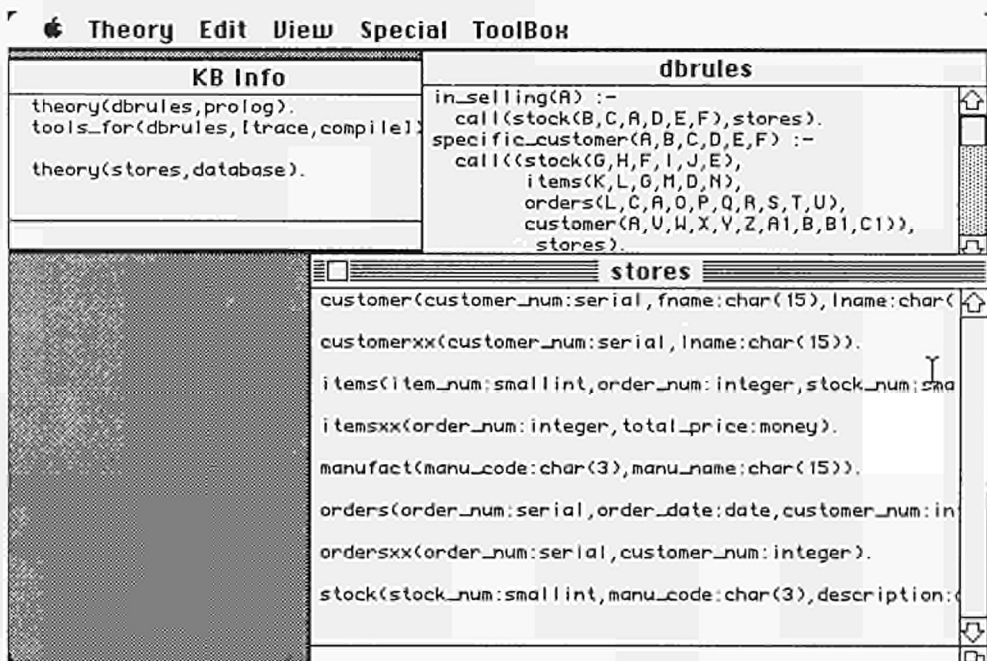 Theory Edit View Special ToolBox
KB Info
theory(dbrules,prolog).
tools_for(dbrules,[trace,compile])
theory(stores,database).
dbrules
in_selling(A) :-
call(stock(B,C,A,D,E,F),stores).
specific_customer(A,B,C,D,E,F) :-
call((stock(G,H,F,I,J,E),
items(K,L,G,M,D,N),
orders(L,C,A,O,P,Q,R,S,T,U),
customer(A,V,W,X,Y,Z,A1,B,B1,C1)),
stores).
stores
customer(customer_num:serial,fname:char(15),lname:char(
customerxx(customer_num:serial,lname:char(15)).
items(item_num:smallint,order_num:integer,stock_num:sma
itemsxx(order_num:integer,total_price:money).
manufact(manu_code:char(3),manu_name:char(15)).
orders(order_num:serial,order_date:date,customer_num:in
ordersxx(order_num:serial,customer_num:integer).
stock(stock_num:smallint,manu_code:char(3),description: